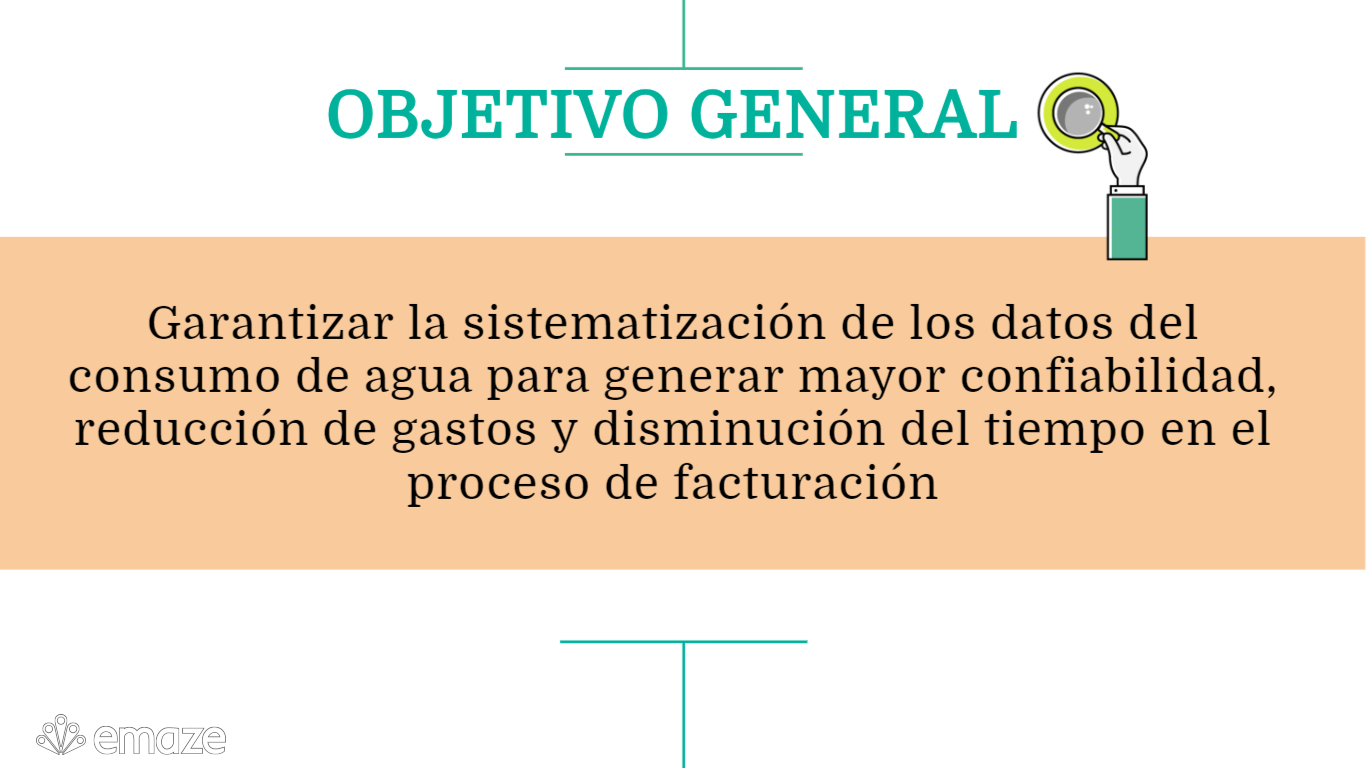 OBJETIVO GENERAL
Garantizar la sistematización de los datos del
consumo de agua para generar mayor confiabilidad,
reducción de gastos y disminución del tiempo en el
proceso de facturación
emaze